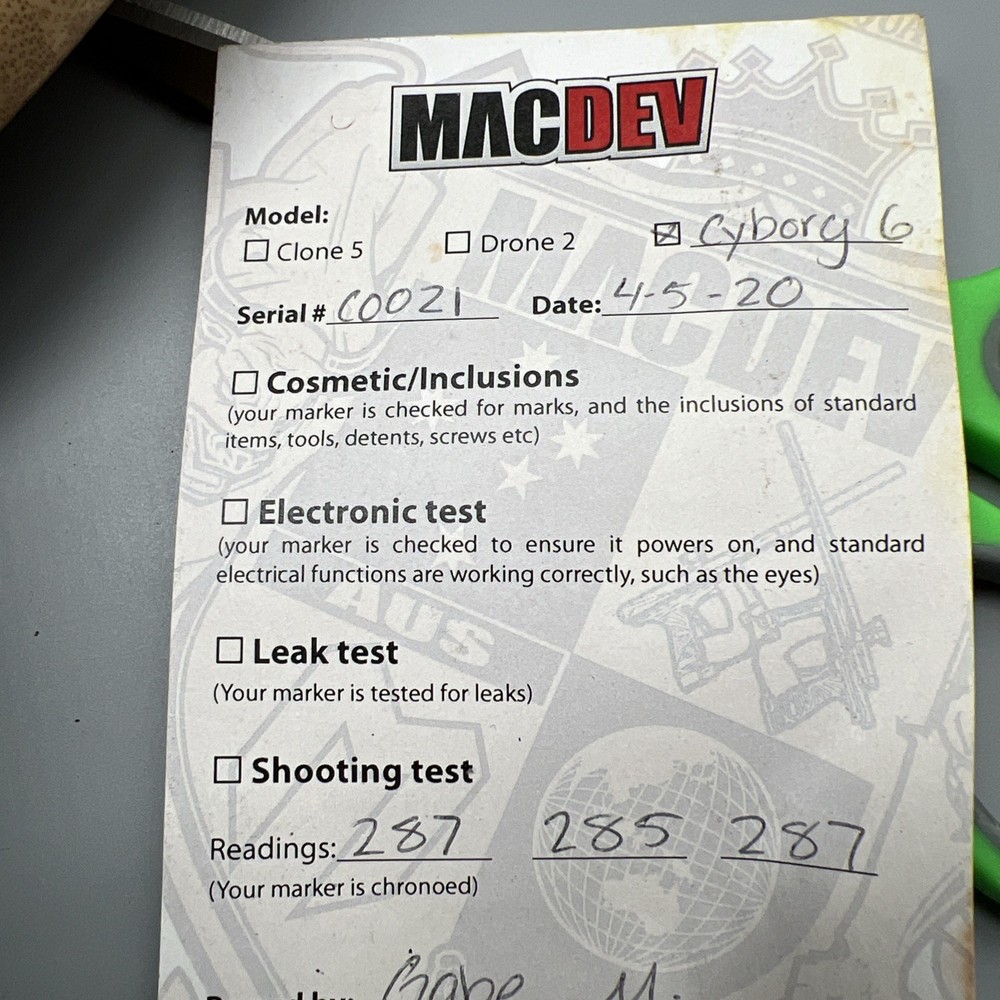 MACDEV
Model:
☐ Clone 5 ☐ Drone 2 ☒ Cyborg 6
Serial # C0021 Date: 4-5-20
☐ Cosmetic/Inclusions
(your marker is checked for marks, and the inclusions of standard
items, tools, detents, screws etc)
☐ Electronic test
(your marker is checked to ensure it powers on, and standard
electrical functions are working correctly, such as the eyes)
☐ Leak test
(Your marker is tested for leaks)
☐ Shooting test
Readings: 287 285 287
(Your marker is chronoed)
MACDEV
AUS